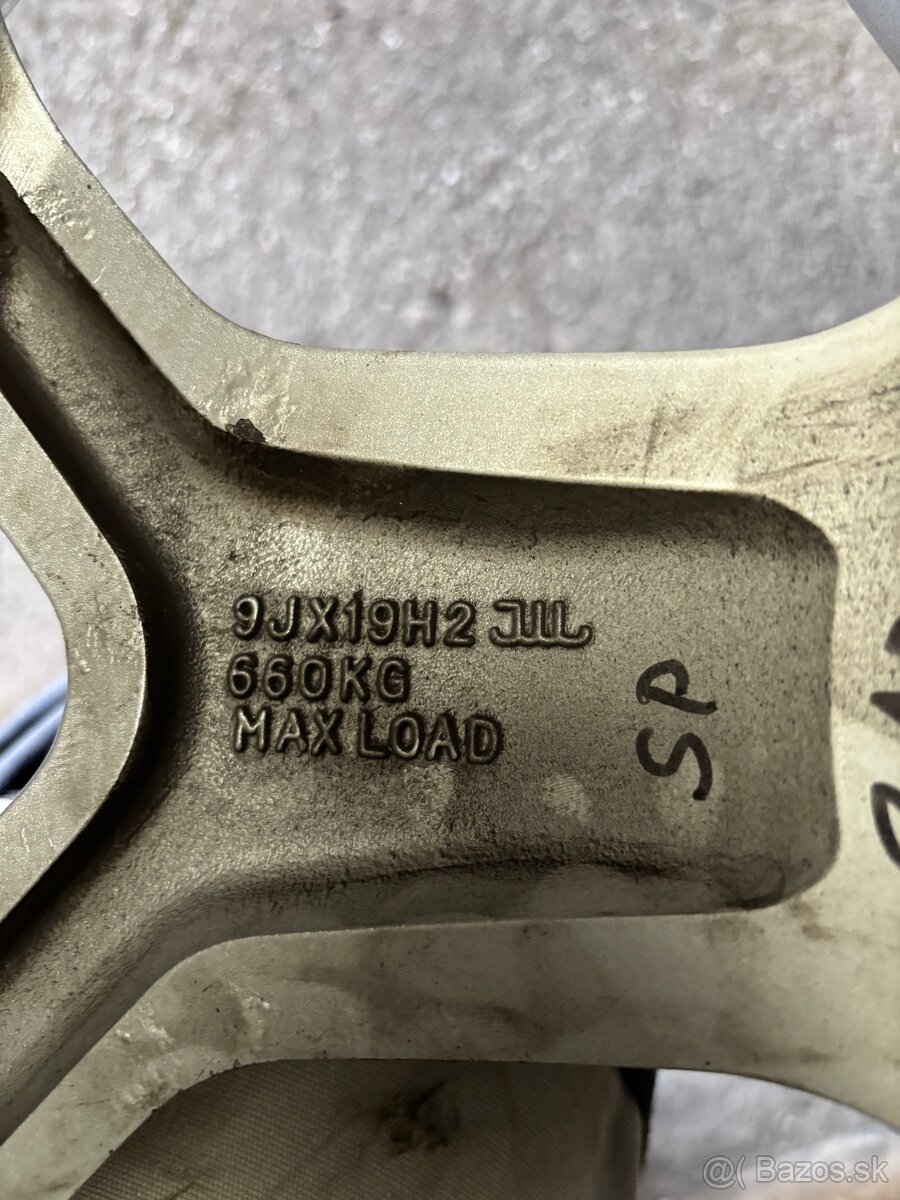 9JX19H2 JWL
660KG
MAX LOAD
SP
@( Bazos.sk